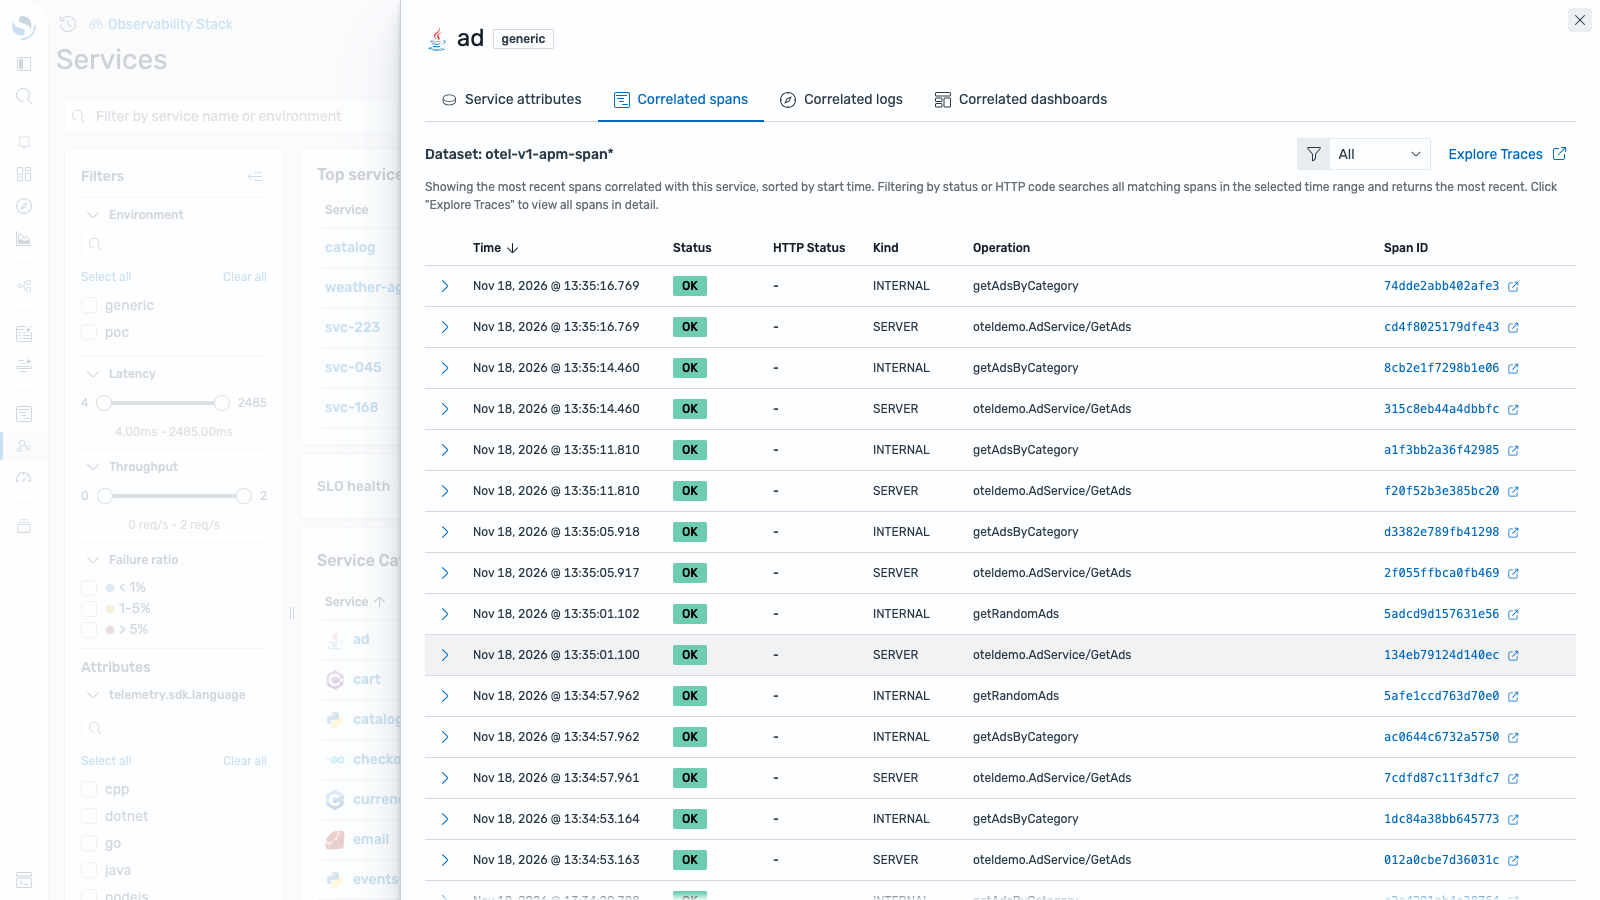 Observability Stack
Services
Filter by service name or environment
Filters
Environment
Select all Clear all
generic
poc
Latency
4 2485
4.00ms - 2485.00ms
Throughput
0 2
0 req/s - 2 req/s
Failure ratio
< 1%
1-5%
> 5%
Attributes
telemetry.sdk.language
Select all Clear all
cpp
dotnet
go
java
nodejs
Top service
Service
catalog
weather-ag
svc-223
svc-045
svc-168
SLO health
Service Cat
Service
ad
cart
catalog
checko
currenc
email
events
ad generic
Service attributes Correlated spans Correlated logs Correlated dashboards
Dataset: otel-v1-apm-span* All Explore Traces
Showing the most recent spans correlated with this service, sorted by start time. Filtering by status or HTTP code searches all matching spans in the selected time range and returns the most recent. Click
"Explore Traces" to view all spans in detail.
Time Status HTTP Status Kind Operation Span ID
Nov 18, 2026 @ 13:35:16.769 OK - INTERNAL getAdsByCategory 74dde2abb402afe3
Nov 18, 2026 @ 13:35:16.769 OK - SERVER oteldemo.AdService/GetAds cd4f8025179dfe43
Nov 18, 2026 @ 13:35:14.460 OK - INTERNAL getAdsByCategory 8cb2e1f7298b1e06
Nov 18, 2026 @ 13:35:14.460 OK - SERVER oteldemo.AdService/GetAds 315c8eb44a4dbbfc
Nov 18, 2026 @ 13:35:11.810 OK - INTERNAL getAdsByCategory a1f3bb2a36f42985
Nov 18, 2026 @ 13:35:11.810 OK - SERVER oteldemo.AdService/GetAds f20f52b3e385bc20
Nov 18, 2026 @ 13:35:05.918 OK - INTERNAL getAdsByCategory d3382e789fb41298
Nov 18, 2026 @ 13:35:05.917 OK - SERVER oteldemo.AdService/GetAds 2f055ffbca0fb469
Nov 18, 2026 @ 13:35:01.102 OK - INTERNAL getRandomAds 5adcd9d157631e56
Nov 18, 2026 @ 13:35:01.100 OK - SERVER oteldemo.AdService/GetAds 134eb79124d140ec
Nov 18, 2026 @ 13:34:57.962 OK - INTERNAL getRandomAds 5afe1ccd763d70e0
Nov 18, 2026 @ 13:34:57.962 OK - INTERNAL getAdsByCategory ac0644c6732a5750
Nov 18, 2026 @ 13:34:57.961 OK - SERVER oteldemo.AdService/GetAds 7cdfd87c11f3dfc7
Nov 18, 2026 @ 13:34:53.164 OK - INTERNAL getAdsByCategory 1dc84a38bb645773
Nov 18, 2026 @ 13:34:53.163 OK - SERVER oteldemo.AdService/GetAds 012a0cbe7d36031c